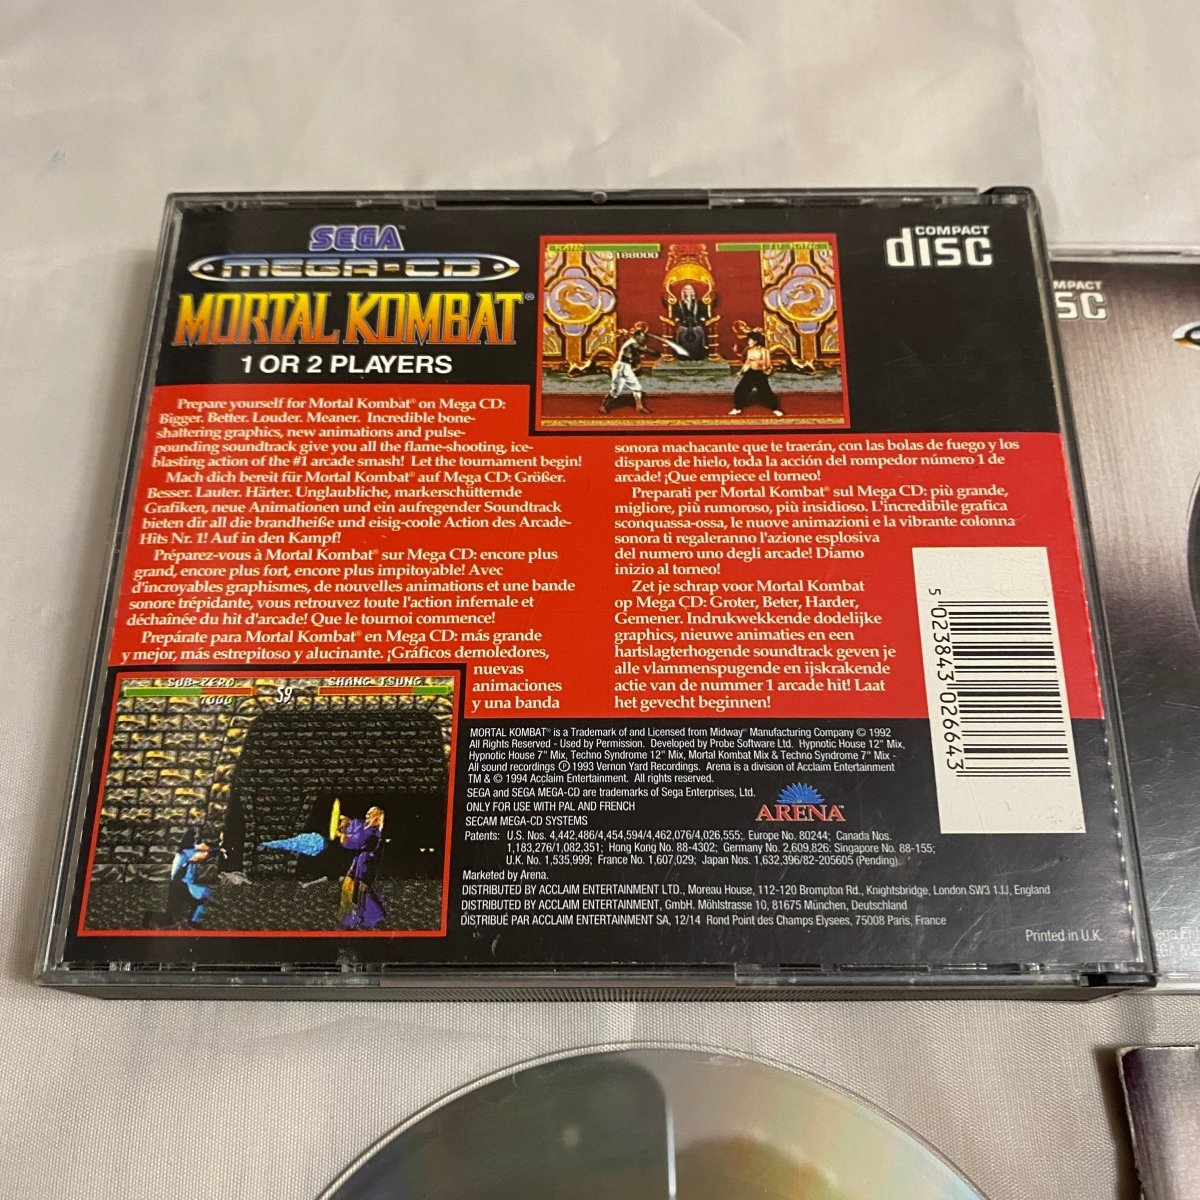 SEGA™
MEGA-CD
MORTAL KOMBAT®
1 OR 2 PLAYERS
KANG
188000
LU KANG
COMPACT
disc
Prepare yourself for Mortal Kombat® on Mega CD:
Bigger. Better. Louder. Meaner. Incredible bone-
shattering graphics, new animations and pulse-
pounding soundtrack give you all the flame-shooting, ice-
blasting action of the #1 arcade smash! Let the tournament begin!
Mach dich bereit für Mortal Kombat® auf Mega CD: Größer.
Besser. Lauter. Härter. Unglaubliche, markerschütternde
Grafiken, neue Animationen und ein aufregender Soundtrack
bieten dir all die brandheiße und eisig-coole Action des Arcade-
Hits Nr. 1! Auf in den Kampf!
Préparez-vous à Mortal Kombat® sur Mega CD: encore plus
grand, encore plus fort, encore plus impitoyable! Avec
d'incroyables graphismes, de nouvelles animations et une bande
sonore trépidante, vous retrouvez toute l'action infernale et
déchaînée du hit d'arcade! Que le tournoi commence!
Prepárate para Mortal Kombat® en Mega CD: más grande
y mejor, más estrepitoso y alucinante. ¡Gráficos demoledores,
nuevas
animaciones
y una banda
sonora machacante que te traerán, con las bolas de fuego y los
disparos de hielo, toda la acción del rompedor número 1 de
arcade! ¡Que empiece el torneo!
Preparati per Mortal Kombat® sul Mega CD: più grande,
migliore, più rumoroso, più insidioso. L'incredibile grafica
sconquassa-ossa, le nuove animazioni e la vibrante colonna
sonora ti regaleranno l'azione esplosiva
del numero uno degli arcade! Diamo
inizio al torneo!
Zet je schrap voor Mortal Kombat
op Mega CD: Groter, Beter, Harder,
Gemener. Indrukwekkende dodelijke
graphics, nieuwe animaties en een
hartslagterhogende soundtrack geven je
alle vlammenspugende en ijskrakende
actie van de nummer 1 arcade hit! Laat
het gevecht beginnen!
5 023843 026643
SUB-ZERO
59
SHANG TSUNG
MORTAL KOMBAT® is a Trademark of and Licensed from Midway® Manufacturing Company © 1992
All Rights Reserved - Used by Permission. Developed by Probe Software Ltd. Hypnotic House 12" Mix,
Hypnotic House 7" Mix, Techno Syndrome 12" Mix, Mortal Kombat Mix & Techno Syndrome 7" Mix -
All sound recordings ℗ 1993 Vernon Yard Recordings. Arena is a division of Acclaim Entertainment
TM & © 1994 Acclaim Entertainment. All rights reserved.
SEGA and SEGA MEGA-CD are trademarks of Sega Enterprises, Ltd.
ONLY FOR USE WITH PAL AND FRENCH
SECAM MEGA-CD SYSTEMS
ARENA™
Patents: U.S. Nos. 4,442,486/4,454,594/4,462,076/4,026,555; Europe No. 80244; Canada Nos.
1,183,276/1,082,351; Hong Kong No. 88-4302; Germany No. 2,609,826; Singapore No. 88-155;
U.K. No. 1,535,999; France No. 1,607,029; Japan Nos. 1,632,396/82-205605 (Pending).
Marketed by Arena.
DISTRIBUTED BY ACCLAIM ENTERTAINMENT LTD., Moreau House, 112-120 Brompton Rd., Knightsbridge, London SW3 1JJ, England
DISTRIBUTED BY ACCLAIM ENTERTAINMENT, GmbH. Möhlstrasse 10, 81675 München, Deutschland
DISTRIBUÉ PAR ACCLAIM ENTERTAINMENT SA, 12/14 Rond Point des Champs Elysees, 75008 Paris, France
Printed in U.K.